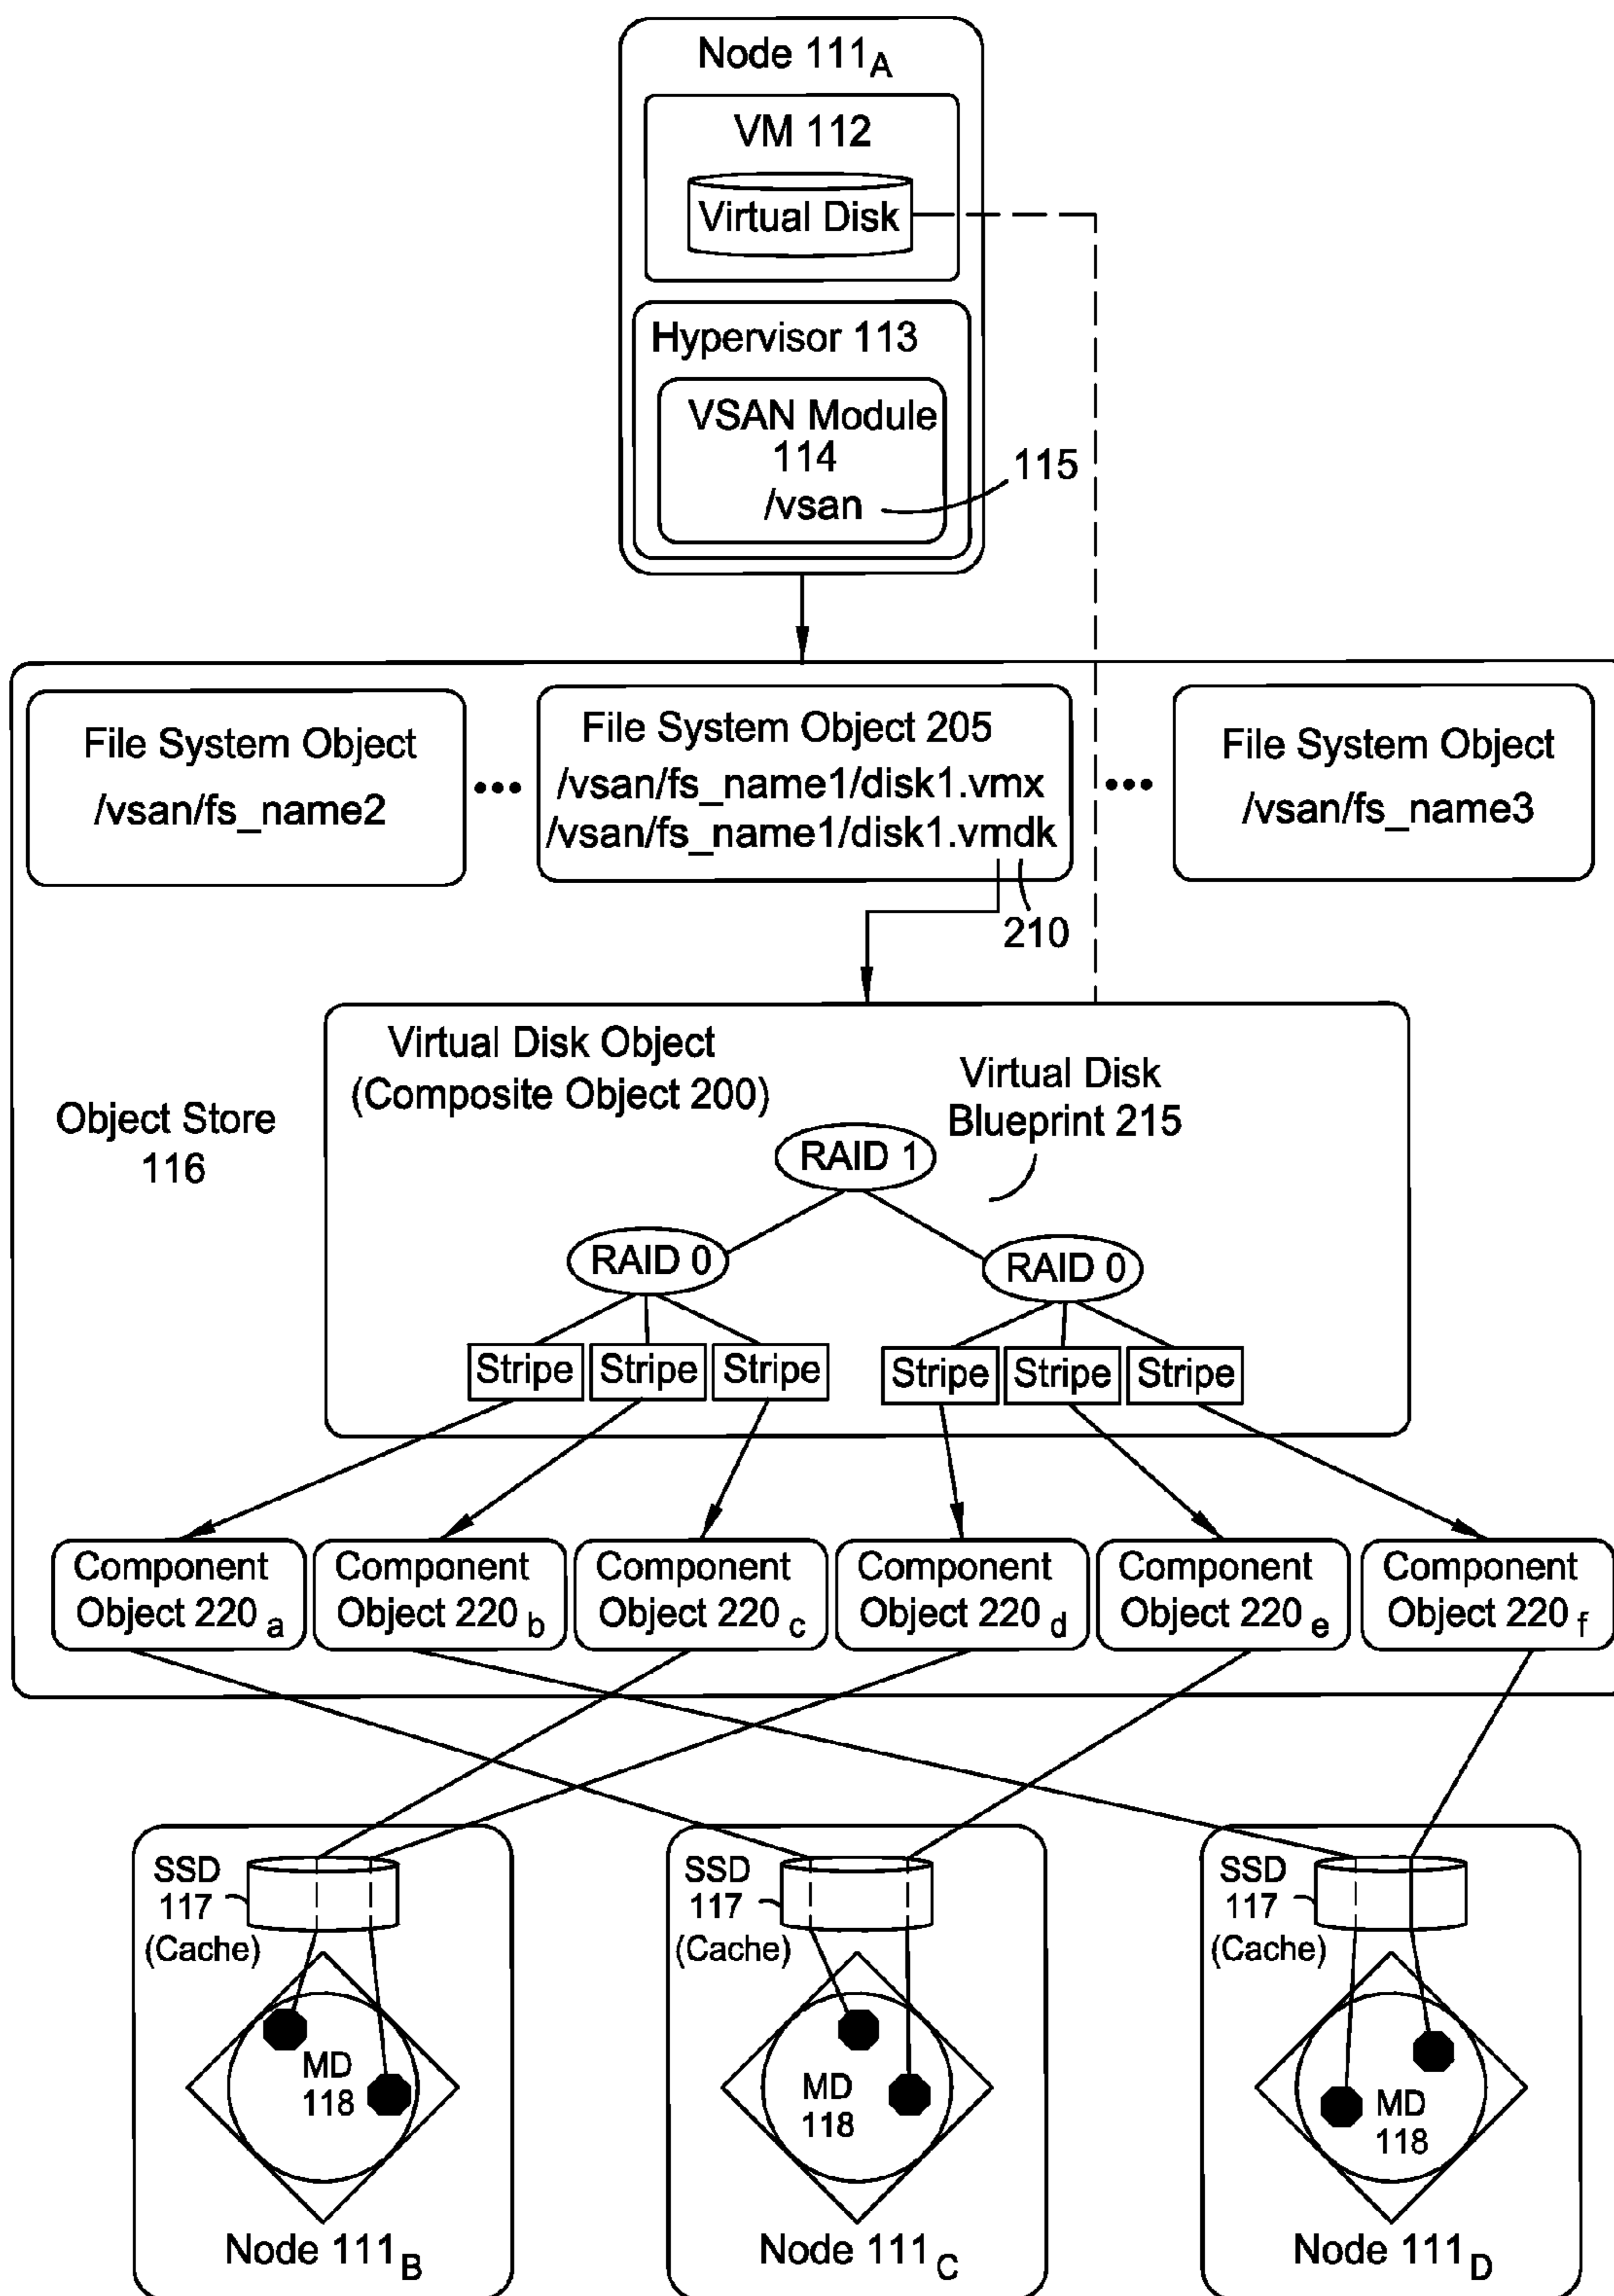 Node 111A
VM 112
Virtual Disk
Hypervisor 113
VSAN Module
114
/vsan
115
File System Object
/vsan/fs_name2
•••
File System Object 205
/vsan/fs_name1/disk1.vmx
/vsan/fs_name1/disk1.vmdk
•••
File System Object
/vsan/fs_name3
210
Virtual Disk Object
(Composite Object 200)
Virtual Disk
Blueprint 215
Object Store
116
RAID 1
RAID 0
RAID 0
Stripe
Stripe
Stripe
Stripe
Stripe
Stripe
Component
Object 220 a
Component
Object 220 b
Component
Object 220 c
Component
Object 220 d
Component
Object 220 e
Component
Object 220 f
SSD
117
(Cache)
MD
118
Node 111B
SSD
117
(Cache)
MD
118
Node 111C
SSD
117
(Cache)
MD
118
Node 111D